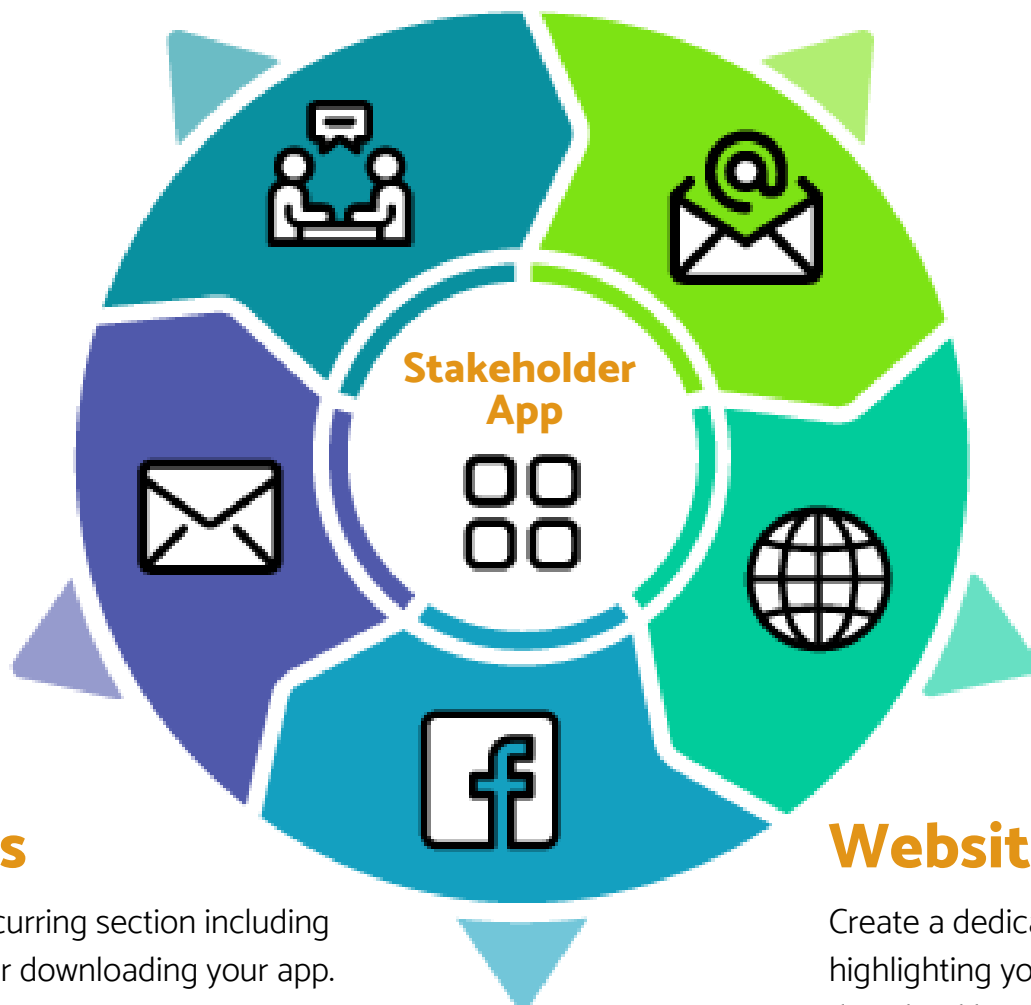 Stakeholder
App
s
Websit
curring section including
r downloading your app.
Create a dedica
highlighting yo